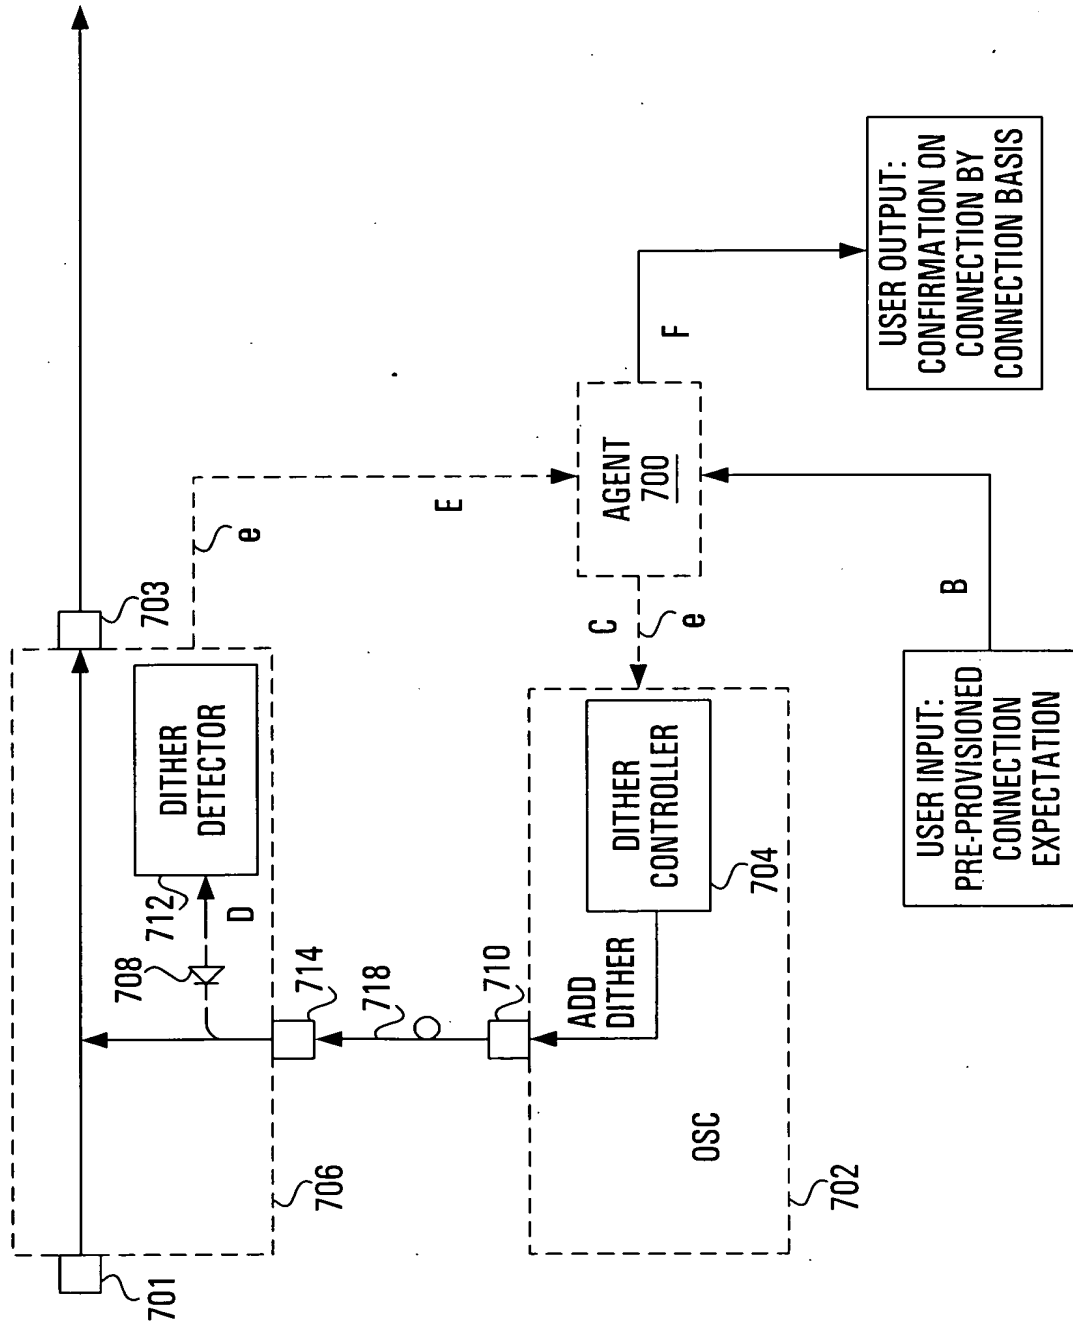 701
706
703
DITHER
DETECTOR
712
D
708
714
718
710
e
E
ADD
DITHER
DITHER
CONTROLLER
704
OSC
702
C
e
AGENT
700
F
B
USER INPUT:
PRE-PROVISIONED
CONNECTION
EXPECTATION
USER OUTPUT:
CONFIRMATION ON
CONNECTION BY
CONNECTION BASIS